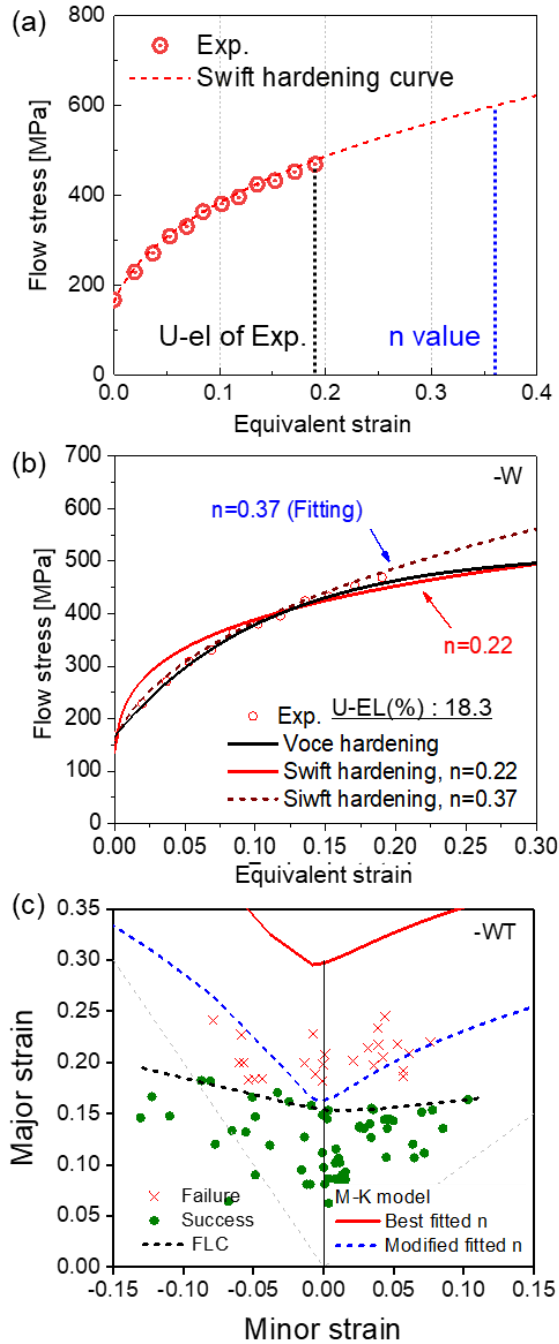 (a)
800
600
400
200
0
Flow stress [MPa]
Exp.
Swift hardening curve
U-el of Exp.
n value
0.0
0.1
0.2
0.3
0.4
Equivalent strain
(b)
700
600
500
400
300
200
100
0
Flow stress [MPa]
-W
n=0.37 (Fitting)
n=0.22
Exp. U-EL(%) : 18.3
Voce hardening
Swift hardening, n=0.22
Siwft hardening, n=0.37
0.00
0.05
0.10
0.15
0.20
0.25
0.30
Equivalent strain
(c)
0.35
0.30
0.25
0.20
0.15
0.10
0.05
0.00
Major strain
-WT
Failure
Success
FLC
M-K model
Best fitted n
Modified fitted n
-0.15
-0.10
-0.05
0.00
0.05
0.10
0.15
Minor strain